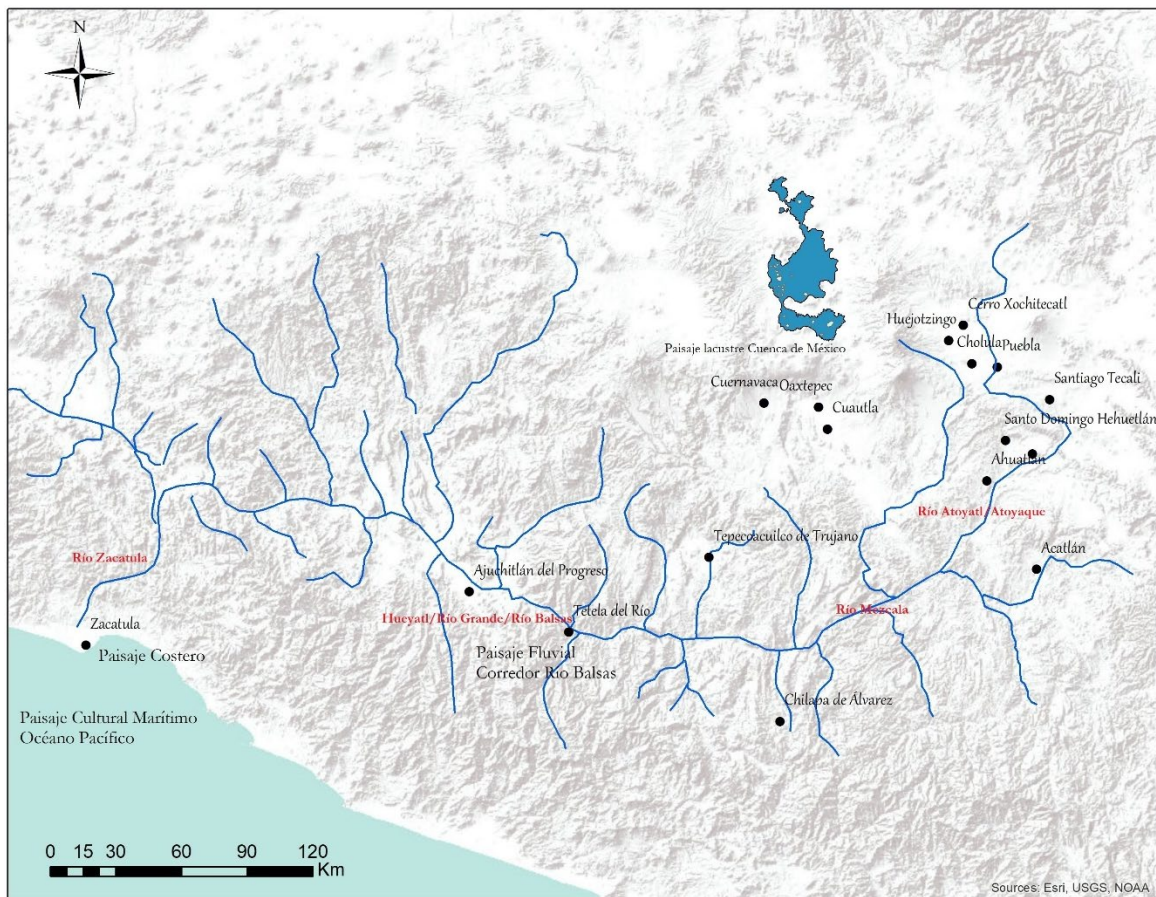 N
Cerro Xochitecatl
Huejotzingo
Cholula
Puebla
Paisaje lacustre Cuenca de México
Santiago Tecali
Cuernavaca
Oaxtepec
Cuautla
Santo Domingo Hehuetlán
Ahuatlán
Río Atoyatl/Atoyaque
Río Zacatula
Tepecoacuilco de Trujano
Acatlán
Ajuchitlán del Progreso
Hueyatl/Río Grande/Río Balsas
Tetela del Río
Río Mezcala
Zacatula
Paisaje Costero
Paisaje Fluvial
Corredor Río Balsas
Chilapa de Álvarez
Paisaje Cultural Marítimo
Océano Pacífico
0 15 30 60 90 120
Km
Sources: Esri, USGS, NOAA